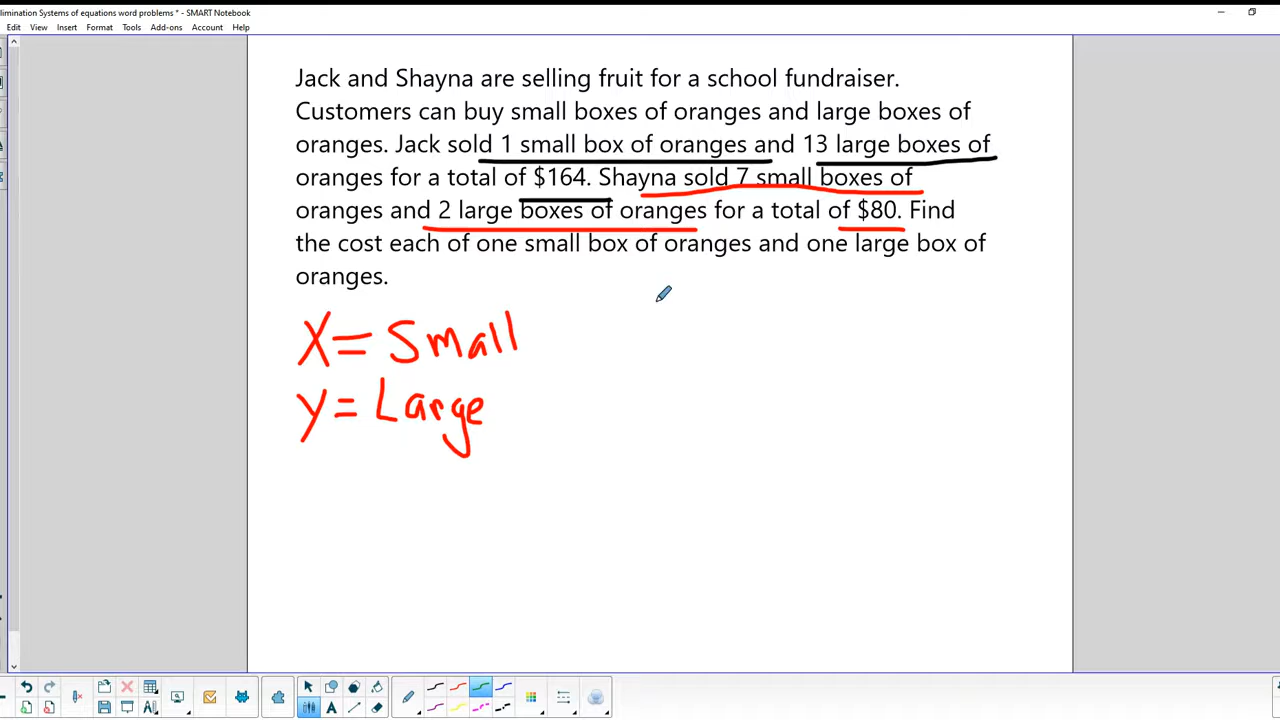 limination Systems of equations word problems * - SMART Notebook
Edit View Insert Format Tools Add-ons Account Help
Jack and Shayna are selling fruit for a school fundraiser.
Customers can buy small boxes of oranges and large boxes of
oranges. Jack sold 1 small box of oranges and 13 large boxes of
oranges for a total of $164. Shayna sold 7 small boxes of
oranges and 2 large boxes of oranges for a total of $80. Find
the cost each of one small box of oranges and one large box of
oranges.
X= Small
y= Large